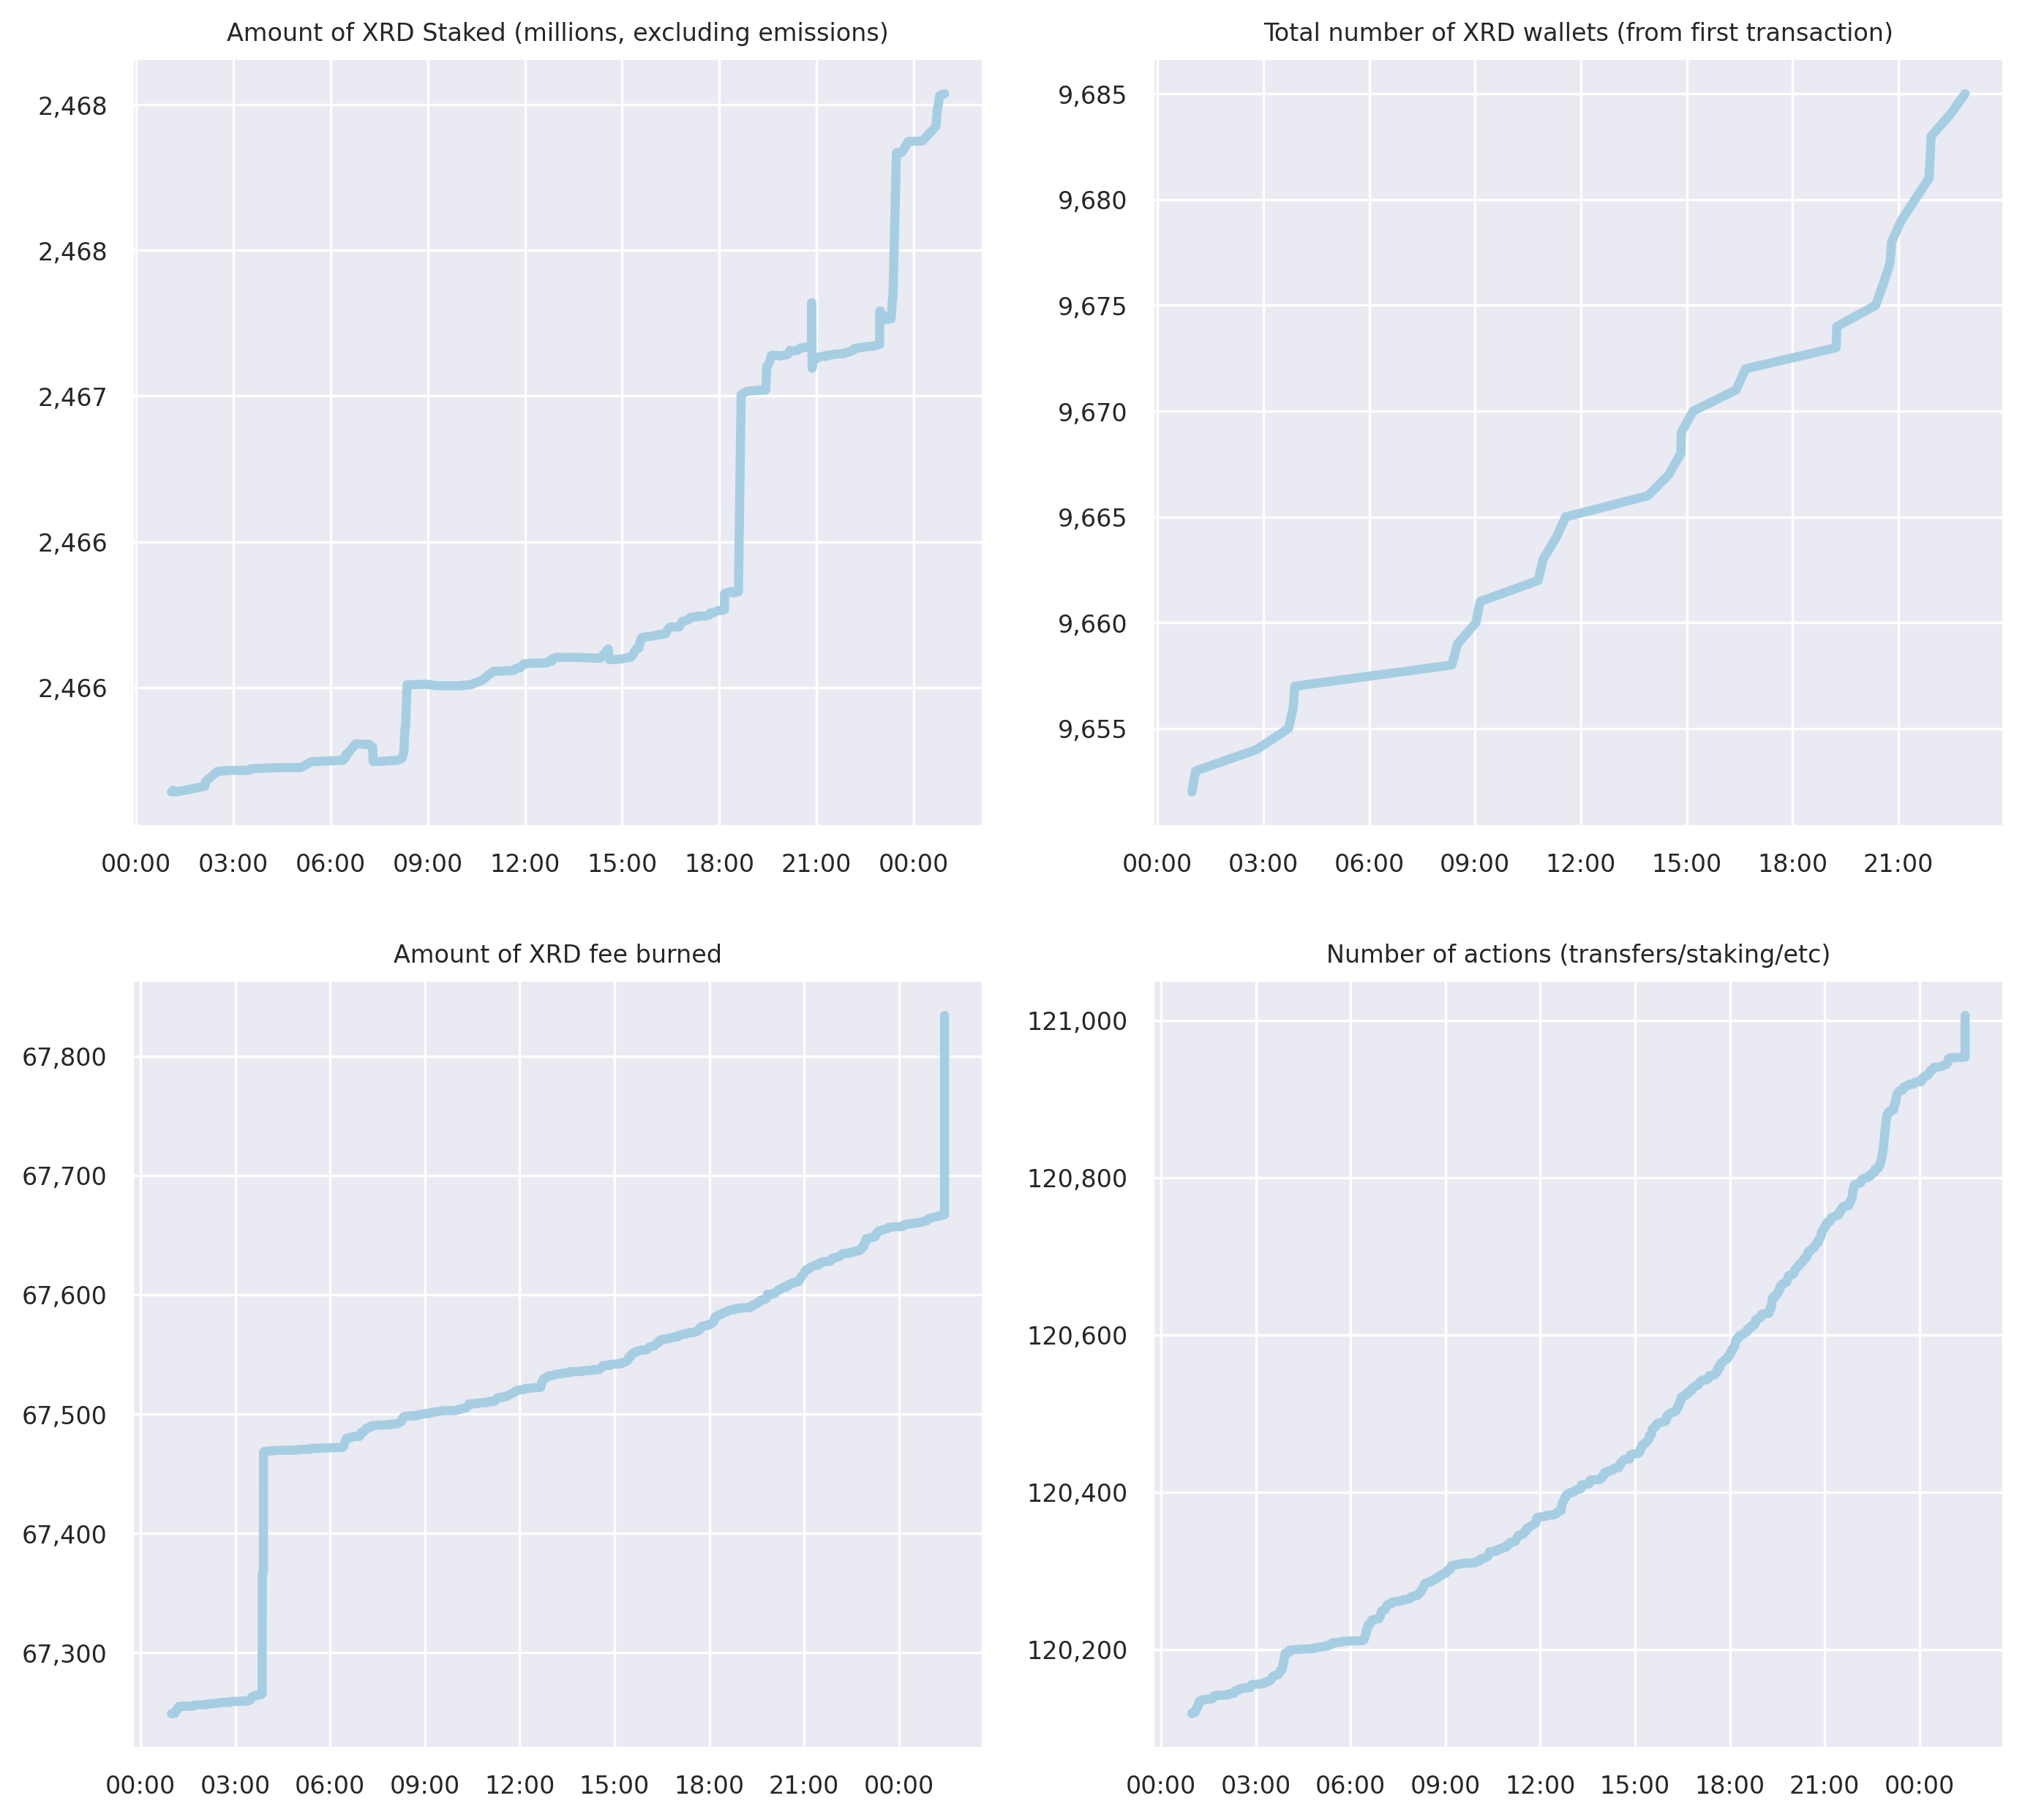 Amount of XRD Staked (millions, excluding emissions)
2,468
2,468
2,467
2,466
2,466
00:00 03:00 06:00 09:00 12:00 15:00 18:00 21:00 00:00
Total number of XRD wallets (from first transaction)
9,685
9,680
9,675
9,670
9,665
9,660
9,655
00:00 03:00 06:00 09:00 12:00 15:00 18:00 21:00
Amount of XRD fee burned
67,800
67,700
67,600
67,500
67,400
67,300
00:00 03:00 06:00 09:00 12:00 15:00 18:00 21:00 00:00
Number of actions (transfers/staking/etc)
121,000
120,800
120,600
120,400
120,200
00:00 03:00 06:00 09:00 12:00 15:00 18:00 21:00 00:00